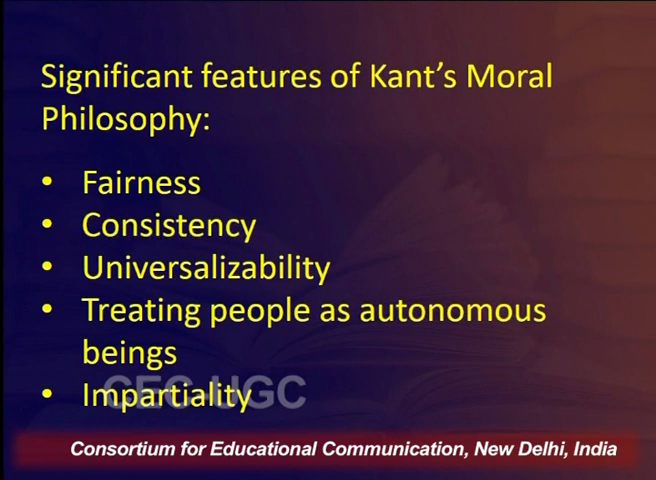 Significant features of Kant's Moral
Philosophy:
• Fairness
• Consistency
• Universalizability
• Treating people as autonomous
beings
• Impartiality
CEC-UGC
Consortium for Educational Communication, New Delhi, India